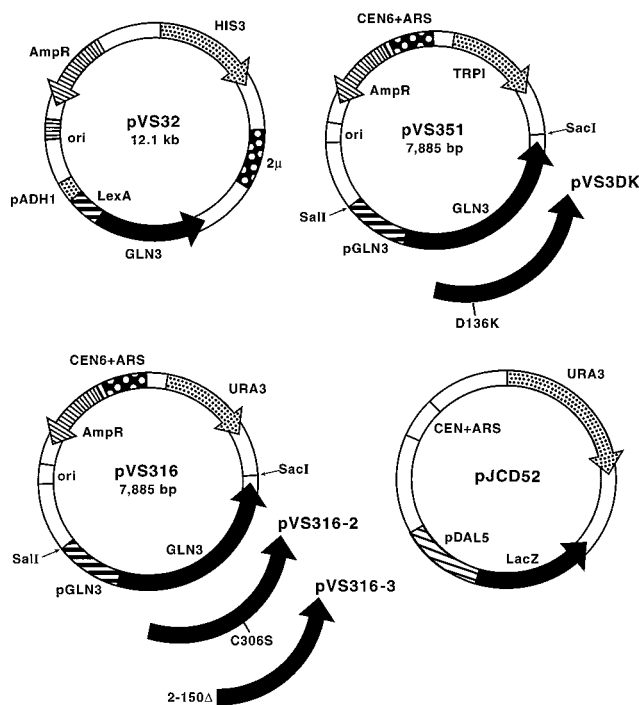 HIS3
AmpR
pVS32
12.1 kb
ori
2µ
pADH1
LexA
GLN3
CEN6+ARS
TRPI
AmpR
pVS351
7,885 bp
ori
SacI
pVS3DK
SalI
GLN3
pGLN3
D136K
CEN6+ARS
URA3
AmpR
pVS316
7,885 bp
ori
SacI
pVS316-2
SalI
GLN3
pGLN3
pVS316-3
C306S
2-150Δ
URA3
CEN+ARS
pJCD52
pDAL5
LacZ